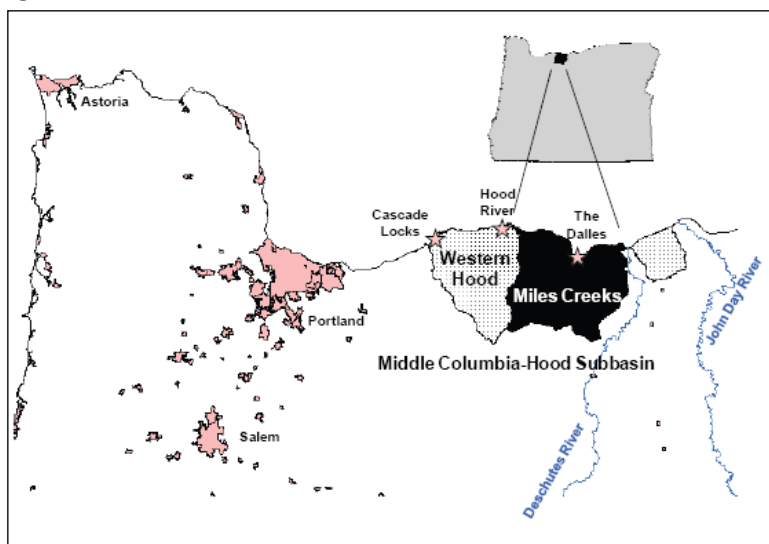 Astoria
Hood
River
Cascade
Locks
The
Dalles
Western
Hood
Miles Creeks
Portland
Middle Columbia-Hood Subbasin
John Day River
Salem
Deschutes River